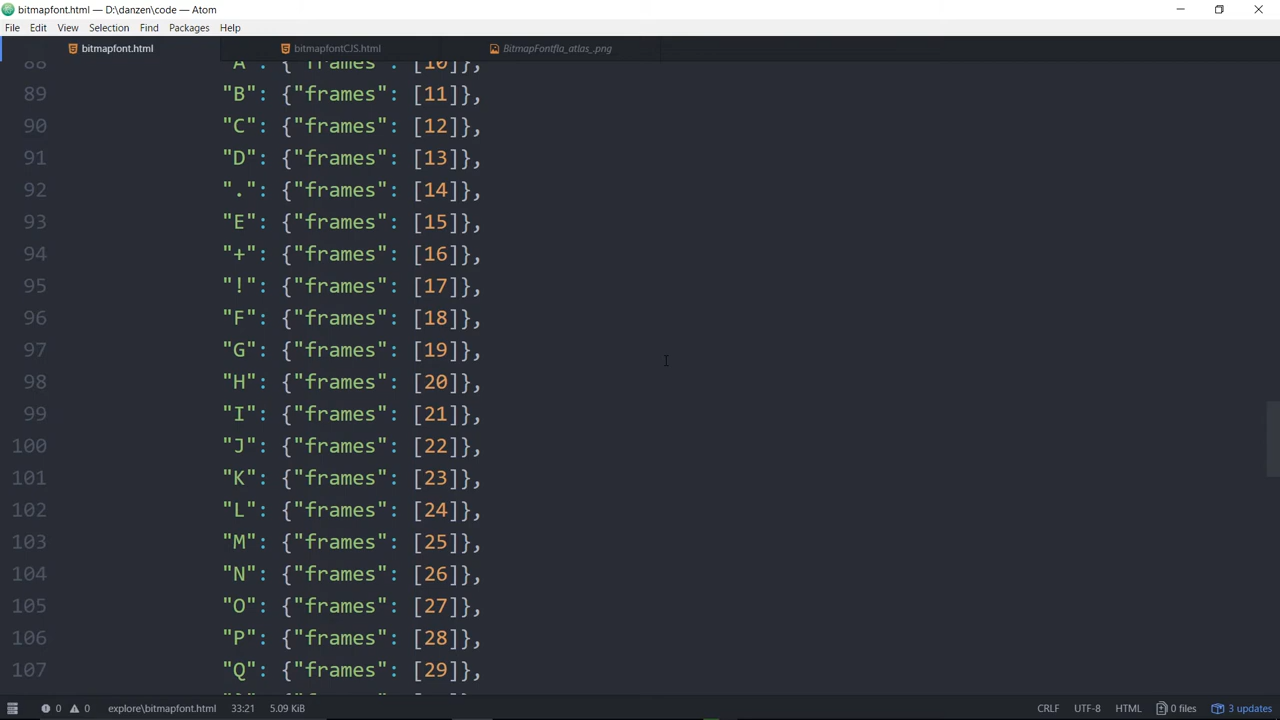 bitmapfont.html — D:\danzen\code — Atom
File Edit View Selection Find Packages Help
bitmapfont.html bitmapfontCJS.html BitmapFontfla_atlas_.png
88 "A": {"frames": [10]},
89 "B": {"frames": [11]},
90 "C": {"frames": [12]},
91 "D": {"frames": [13]},
92 ".": {"frames": [14]},
93 "E": {"frames": [15]},
94 "+": {"frames": [16]},
95 "!": {"frames": [17]},
96 "F": {"frames": [18]},
97 "G": {"frames": [19]},
98 "H": {"frames": [20]},
99 "I": {"frames": [21]},
100 "J": {"frames": [22]},
101 "K": {"frames": [23]},
102 "L": {"frames": [24]},
103 "M": {"frames": [25]},
104 "N": {"frames": [26]},
105 "O": {"frames": [27]},
106 "P": {"frames": [28]},
107 "Q": {"frames": [29]},
0 0 explore\bitmapfont.html 33:21 5.09 KiB CRLF UTF-8 HTML 0 files 3 updates